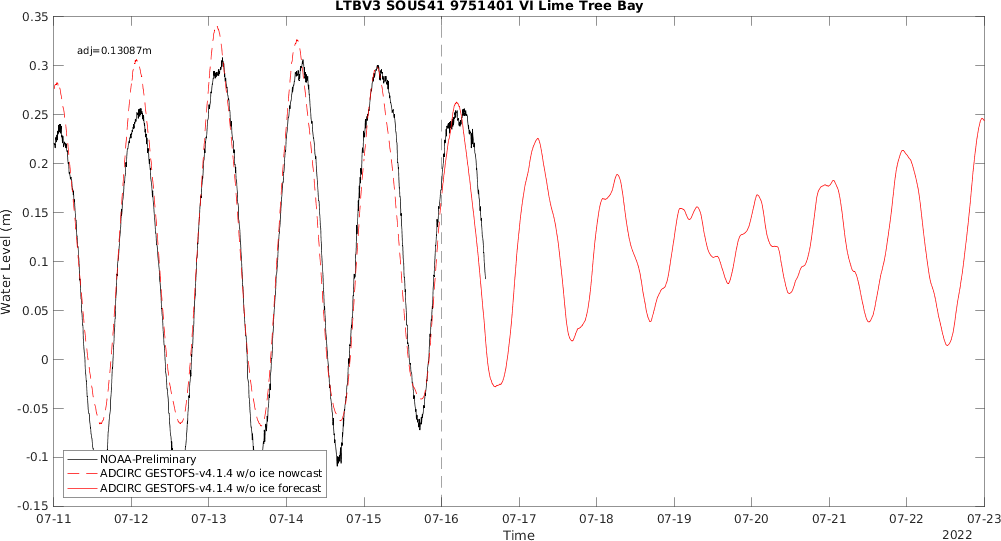 LTBV3 SOUS41 9751401 VI Lime Tree Bay
0.35
adj=0.13087m
0.3
0.25
0.2
0.15
0.1
0.05
0
-0.05
-0.1
-0.15
Water Level (m)
NOAA-Preliminary
ADCIRC GESTOFS-v4.1.4 w/o ice nowcast
ADCIRC GESTOFS-v4.1.4 w/o ice forecast
07-11 07-12 07-13 07-14 07-15 07-16 07-17 07-18 07-19 07-20 07-21 07-22 07-23
Time
2022